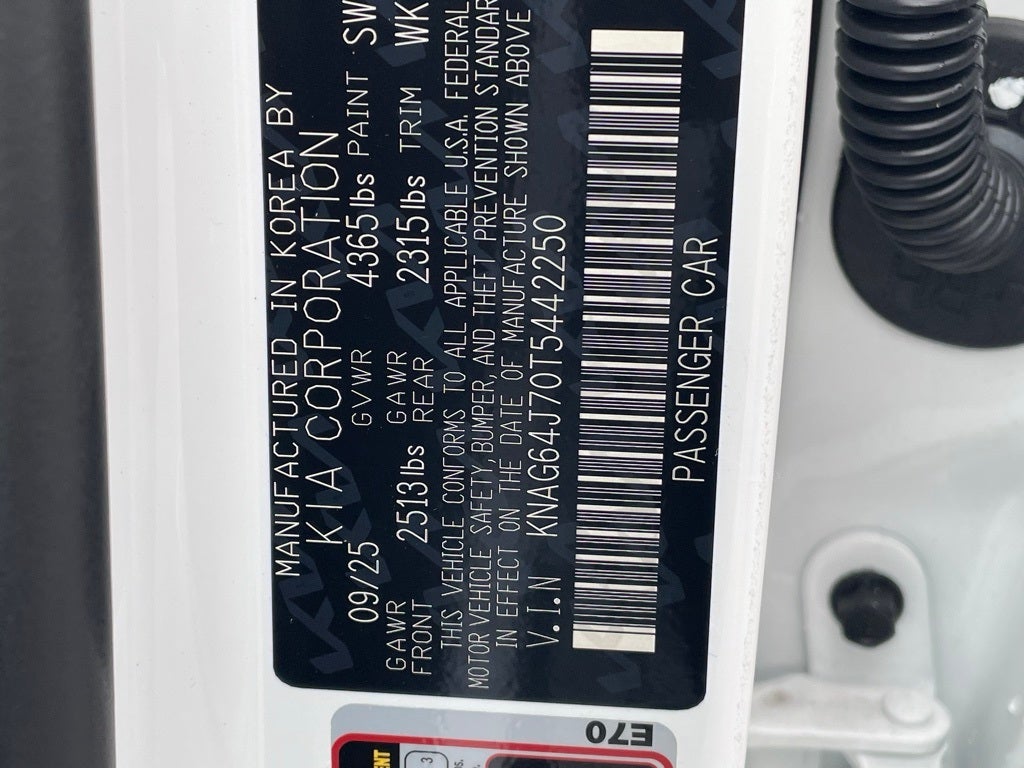 MANUFACTURED IN KOREA BY
KIA CORPORATION
09/25 GVWR 4365lbs PAINT SW
GAWR FRONT 2513lbs GAWR REAR 2315lbs TRIM WK
THIS VEHICLE CONFORMS TO ALL APPLICABLE U.S.A. FEDERAL
MOTOR VEHICLE SAFETY, BUMPER, AND THEFT PREVENTION STANDAR
IN EFFECT ON THE DATE OF MANUFACTURE SHOWN ABOVE
V.I.N KNAG64J70T5442250
PASSENGER CAR
E70
ENT
3